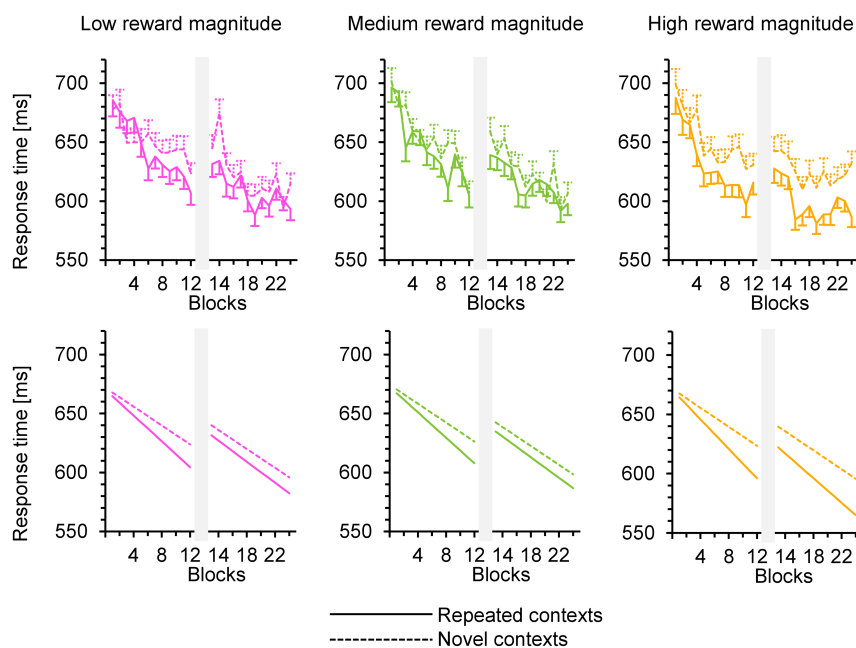 Low reward magnitude
Medium reward magnitude
High reward magnitude
Response time [ms]
700
650
600
550
4 8 12 14 18 22
Blocks
700
650
600
550
4 8 12 14 18 22
Blocks
700
650
600
550
4 8 12 14 18 22
Blocks
Response time [ms]
700
650
600
550
4 8 12 14 18 22
Blocks
700
650
600
550
4 8 12 14 18 22
Blocks
700
650
600
550
4 8 12 14 18 22
Blocks
Repeated contexts
Novel contexts